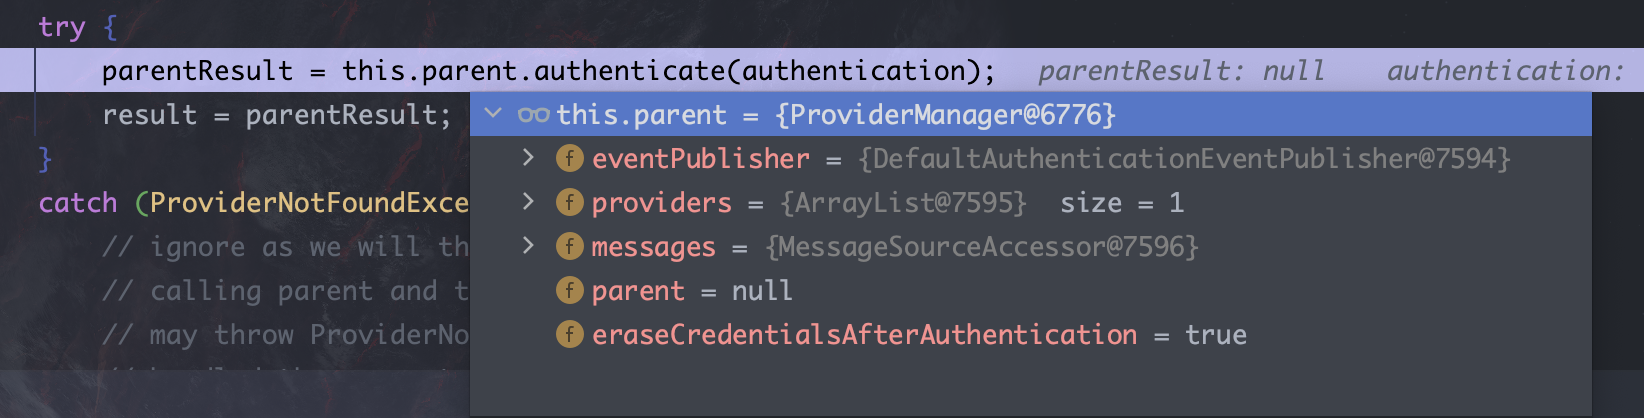 try {
parentResult = this.parent.authenticate(authentication); parentResult: null authentication:
result = parentResult;
this.parent = {ProviderManager@6776}
}
f eventPublisher = {DefaultAuthenticationEventPublisher@7594}
catch (ProviderNotFoundExce
f providers = {ArrayList@7595} size = 1
// ignore as we will th
f messages = {MessageSourceAccessor@7596}
// calling parent and t
f parent = null
// may throw ProviderNo
f eraseCredentialsAfterAuthentication = true